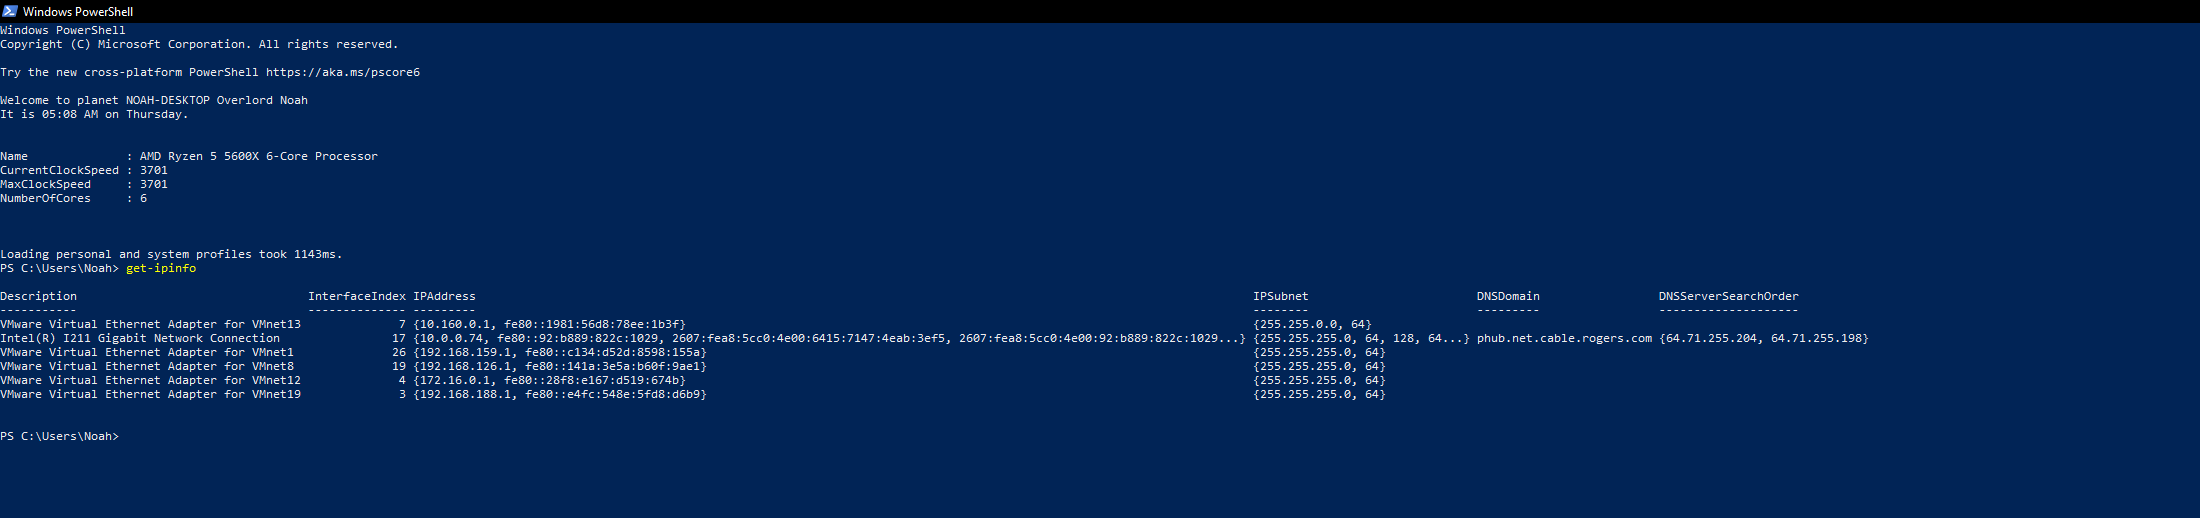 Windows PowerShell
Windows PowerShell
Copyright (C) Microsoft Corporation. All rights reserved.
Try the new cross-platform PowerShell https://aka.ms/pscore6
Welcome to planet NOAH-DESKTOP Overlord Noah
It is 05:08 AM on Thursday.
Name              : AMD Ryzen 5 5600X 6-Core Processor
CurrentClockSpeed : 3701
MaxClockSpeed     : 3701
NumberOfCores     : 6
Loading personal and system profiles took 1143ms.
PS C:\Users\Noah> get-ipinfo
Description InterfaceIndex IPAddress IPSubnet DNSDomain DNSServerSearchOrder
----------- -------------- --------- -------- --------- --------------------
VMware Virtual Ethernet Adapter for VMnet13 7 {10.160.0.1, fe80::1981:56d8:78ee:1b3f} {255.255.0.0, 64}
Intel(R) I211 Gigabit Network Connection 17 {10.0.0.74, fe80::92:b889:822c:1029, 2607:fea8:5cc0:4e00:6415:7147:4eab:3ef5, 2607:fea8:5cc0:4e00:92:b889:822c:1029...} {255.255.255.0, 64, 128, 64...} phub.net.cable.rogers.com {64.71.255.204, 64.71.255.198}
VMware Virtual Ethernet Adapter for VMnet1 26 {192.168.159.1, fe80::c134:d52d:8598:155a} {255.255.255.0, 64}
VMware Virtual Ethernet Adapter for VMnet8 19 {192.168.126.1, fe80::141a:3e5a:b60f:9ae1} {255.255.255.0, 64}
VMware Virtual Ethernet Adapter for VMnet12 4 {172.16.0.1, fe80::28f8:e167:d519:674b} {255.255.255.0, 64}
VMware Virtual Ethernet Adapter for VMnet19 3 {192.168.188.1, fe80::e4fc:548e:5fd8:d6b9} {255.255.255.0, 64}
PS C:\Users\Noah>